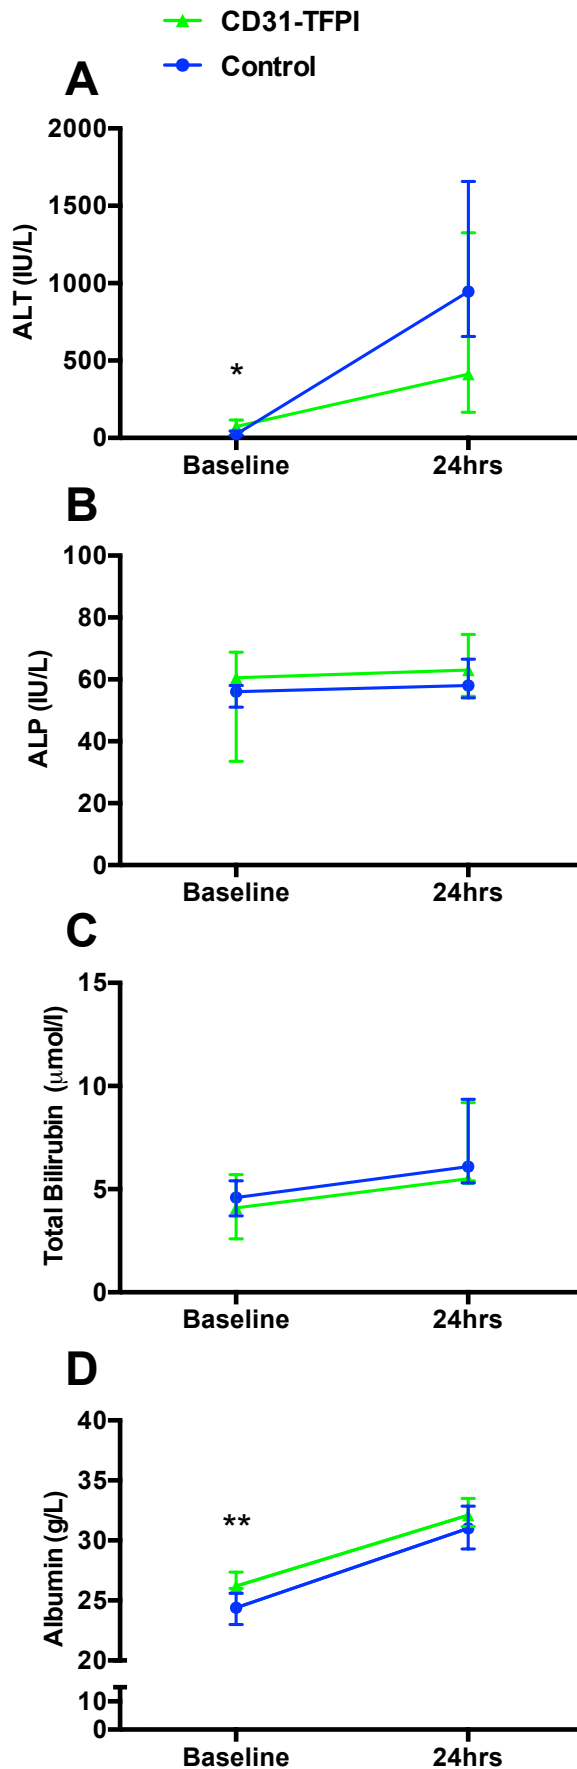 CD31-TFPI
Control
A
2000
1500
1000
500
0
ALT (IU/L)
*
Baseline 24hrs
B
100
80
60
40
20
0
ALP (IU/L)
Baseline 24hrs
C
15
10
5
0
Total Bilirubin (μmol/l)
Baseline 24hrs
D
40
35
30
25
20
10
0
Albumin (g/L)
**
Baseline 24hrs